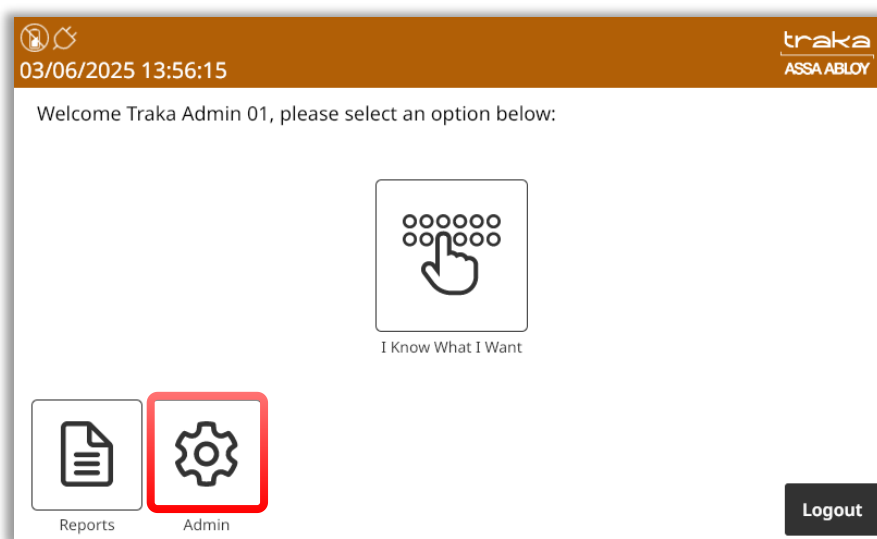 traka
03/06/2025 13:56:15
ASSA ABLOY
Welcome Traka Admin 01, please select an option below:
I Know What I Want
Reports
Admin
Logout